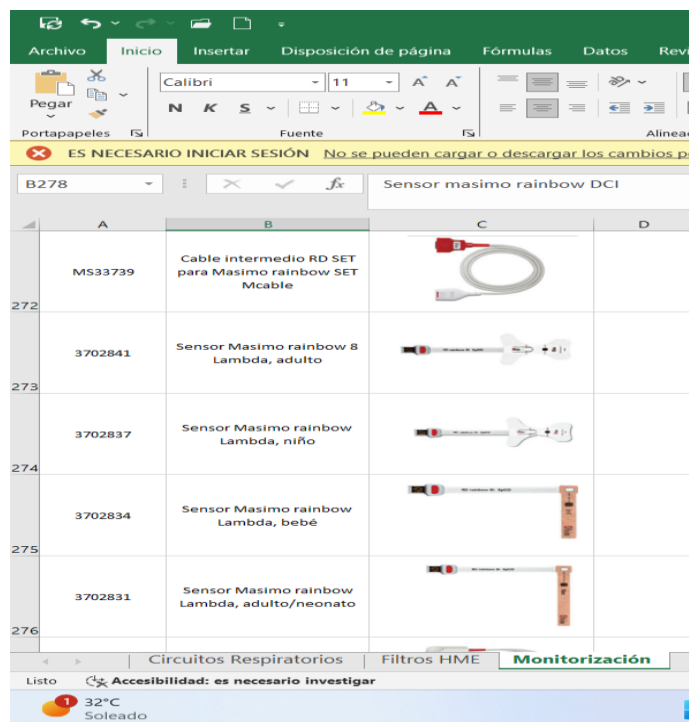 Archivo Inicio Insertar Disposición de página Fórmulas Datos Revi
Pegar
Calibri 11 A A
N K S A
Portapapeles Fuente Alineac
ES NECESARIO INICIAR SESIÓN No se pueden cargar o descargar los cambios p
B278 fx Sensor masimo rainbow DCI
A B C D
272 MS33739
Cable intermedio RD SET
para Masimo rainbow SET
Mcable
273 3702841
Sensor Masimo rainbow 8
Lambda, adulto
274 3702837
Sensor Masimo rainbow
Lambda, niño
275 3702834
Sensor Masimo rainbow
Lambda, bebé
276 3702831
Sensor Masimo rainbow
Lambda, adulto/neonato
Circuitos Respiratorios Filtros HME Monitorización
Listo Accesibilidad: es necesario investigar
1 32°C
Soleado